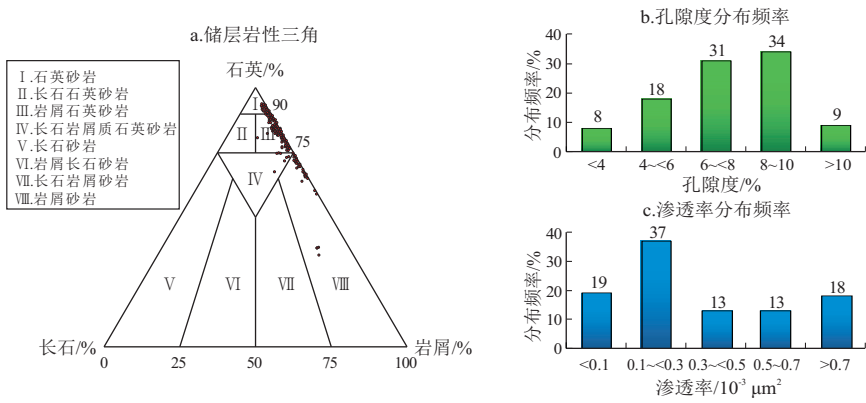 a.储层岩性三角
石英/%
Ⅰ.石英砂岩
Ⅱ.长石石英砂岩
Ⅲ.岩屑石英砂岩
Ⅳ.长石岩屑质石英砂岩
Ⅴ.长石砂岩
Ⅵ.岩屑长石砂岩
Ⅶ.长石岩屑砂岩
Ⅷ.岩屑砂岩
Ⅰ 90
Ⅱ Ⅲ 75
Ⅳ
Ⅴ Ⅵ Ⅶ Ⅷ
长石/% 岩屑/%
0 25 50 75 100
b.孔隙度分布频率
分布频率/%
40
30
20
10
0
8 18 31 34 9
<4 4~<6 6~<8 8~10 >10
孔隙度/%
c.渗透率分布频率
分布频率/%
40
30
20
10
0
19 37 13 13 18
<0.1 0.1~<0.3 0.3~<0.5 0.5~0.7 >0.7
渗透率/10⁻³ μm²